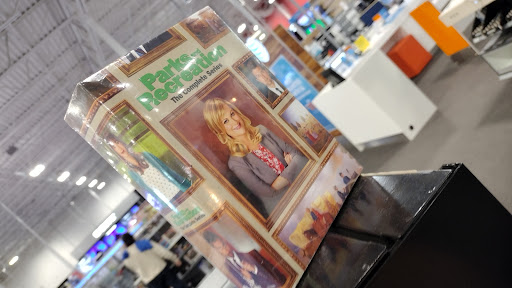 Parks and
Recreation
The Complete Series